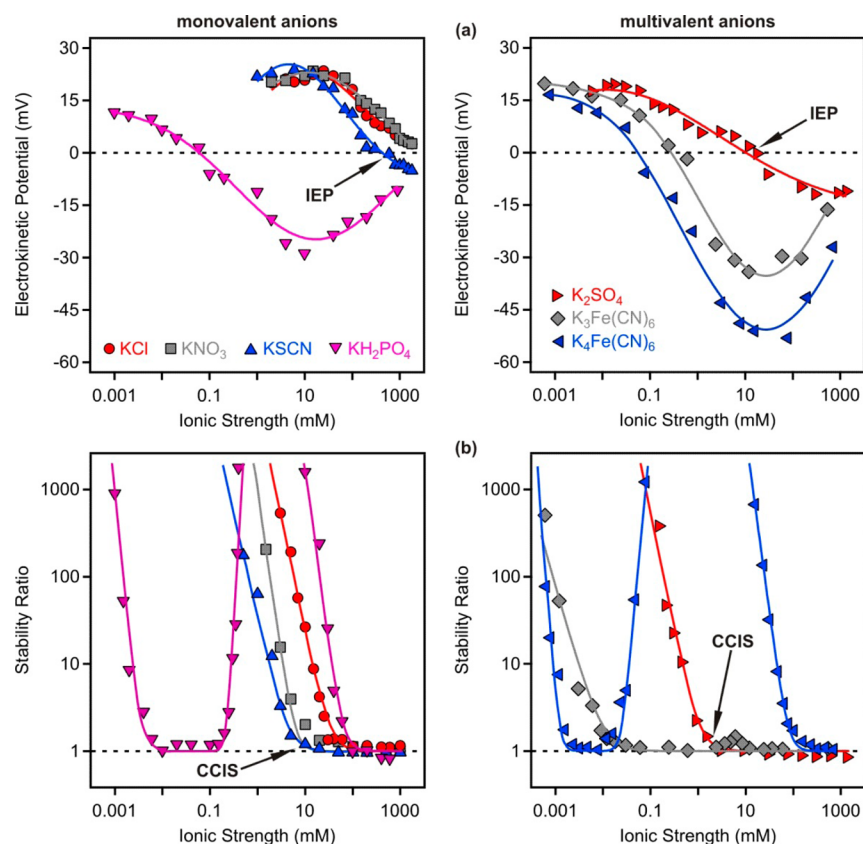 monovalent anions
multivalent anions
(a)
Electrokinetic Potential (mV)
30
15
0
-15
-30
-45
-60
IEP
KCl
KNO₃
KSCN
KH₂PO₄
0.001
0.1
10
1000
Ionic Strength (mM)
Electrokinetic Potential (mV)
30
15
0
-15
-30
-45
-60
IEP
K₂SO₄
K₃Fe(CN)₆
K₄Fe(CN)₆
0.001
0.1
10
1000
Ionic Strength (mM)
(b)
Stability Ratio
1000
100
10
1
CCIS
0.001
0.1
10
1000
Ionic Strength (mM)
Stability Ratio
1000
100
10
1
CCIS
0.001
0.1
10
1000
Ionic Strength (mM)